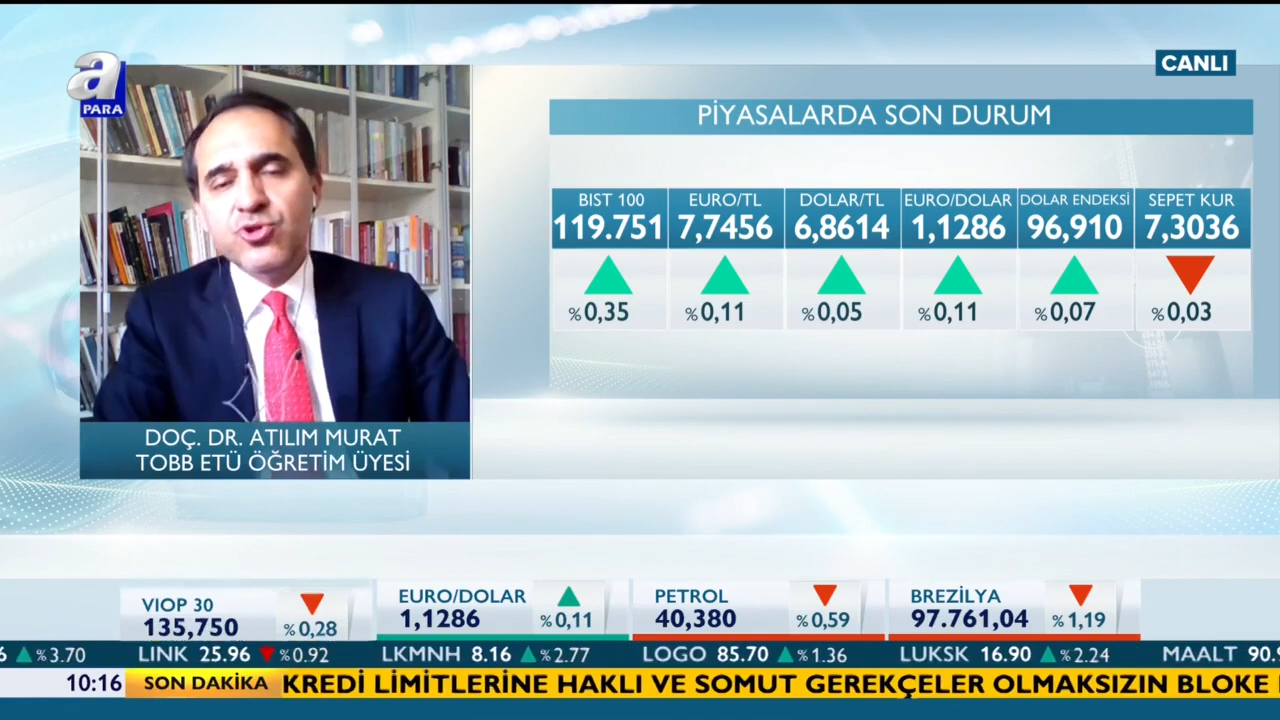 a
PARA
CANLI
PİYASALARDA SON DURUM
BIST 100
119.751
%0,35
EURO/TL
7,7456
%0,11
DOLAR/TL
6,8614
%0,05
EURO/DOLAR
1,1286
%0,11
DOLAR ENDEKSİ
96,910
%0,07
SEPET KUR
7,3036
%0,03
DOÇ. DR. ATILIM MURAT
TOBB ETÜ ÖĞRETİM ÜYESİ
VIOP 30
135,750
%0,28
EURO/DOLAR
1,1286
%0,11
PETROL
40,380
%0,59
BREZİLYA
97.761,04
%1,19
6 %3.70 LINK 25.96 %0.92 LKMNH 8.16 %2.77 LOGO 85.70 %1.36 LUKSK 16.90 %2.24 MAALT 90.9
10:16 SON DAKİKA KREDİ LİMİTLERİNE HAKLI VE SOMUT GEREKÇELER OLMAKSIZIN BLOKE